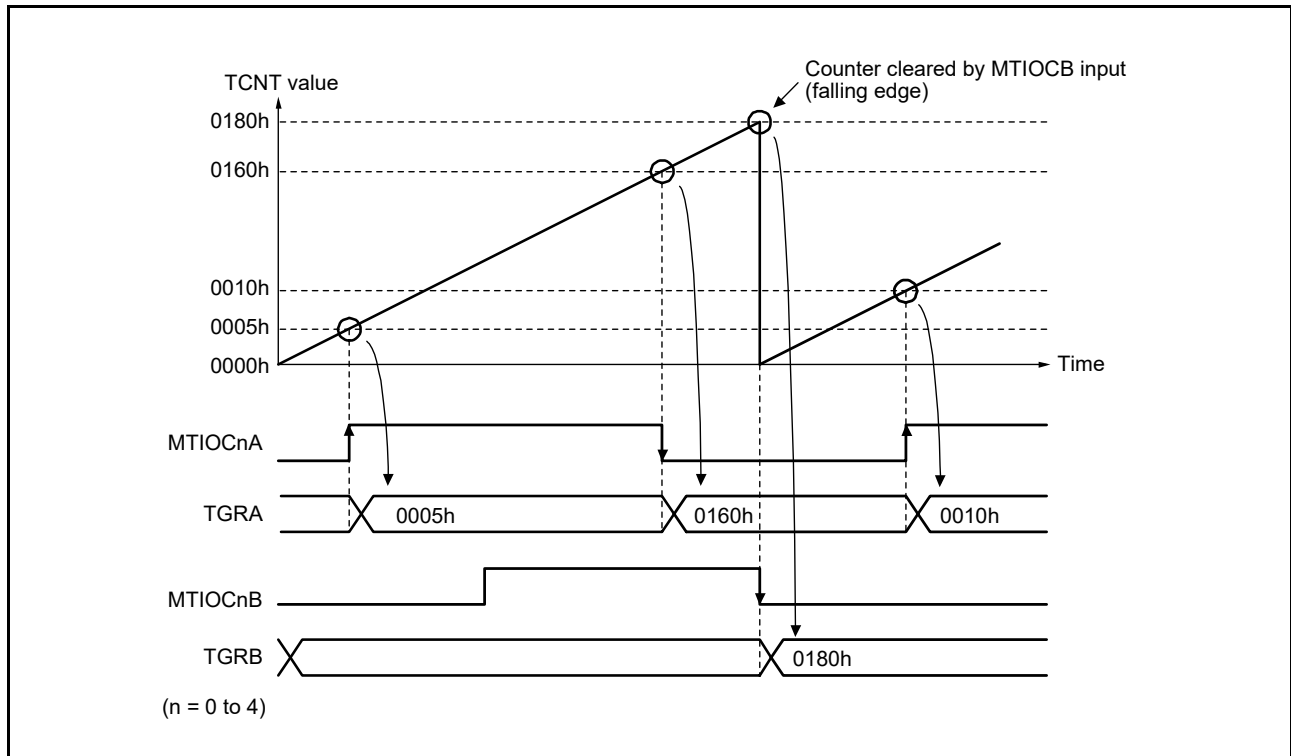 Counter cleared by MTIOCB input
(falling edge)
TCNT value
0180h
0160h
0010h
0005h
0000h
Time
MTIOCnA
TGRA
0005h
0160h
0010h
MTIOCnB
TGRB
0180h
(n = 0 to 4)